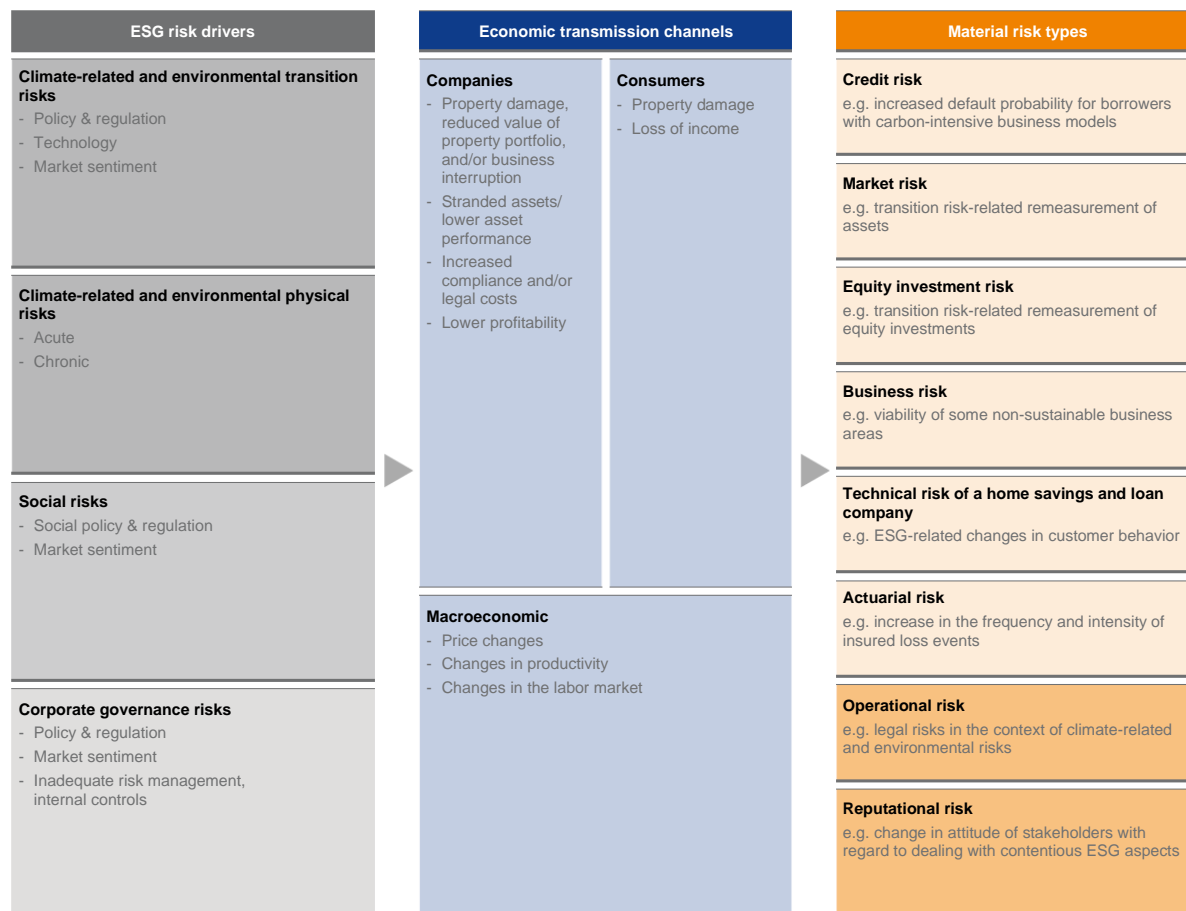 ESG risk drivers
Climate-related and environmental transition
risks
- Policy & regulation
- Technology
- Market sentiment
Climate-related and environmental physical
risks
- Acute
- Chronic
Social risks
- Social policy & regulation
- Market sentiment
Corporate governance risks
- Policy & regulation
- Market sentiment
- Inadequate risk management,
internal controls
Economic transmission channels
Companies
- Property damage,
reduced value of
property portfolio,
and/or business
interruption
- Stranded assets/
lower asset
performance
- Increased
compliance and/or
legal costs
- Lower profitability
Consumers
- Property damage
- Loss of income
Macroeconomic
- Price changes
- Changes in productivity
- Changes in the labor market
Material risk types
Credit risk
e.g. increased default probability for borrowers
with carbon-intensive business models
Market risk
e.g. transition risk-related remeasurement of
assets
Equity investment risk
e.g. transition risk-related remeasurement of
equity investments
Business risk
e.g. viability of some non-sustainable business
areas
Technical risk of a home savings and loan
company
e.g. ESG-related changes in customer behavior
Actuarial risk
e.g. increase in the frequency and intensity of
insured loss events
Operational risk
e.g. legal risks in the context of climate-related
and environmental risks
Reputational risk
e.g. change in attitude of stakeholders with
regard to dealing with contentious ESG aspects